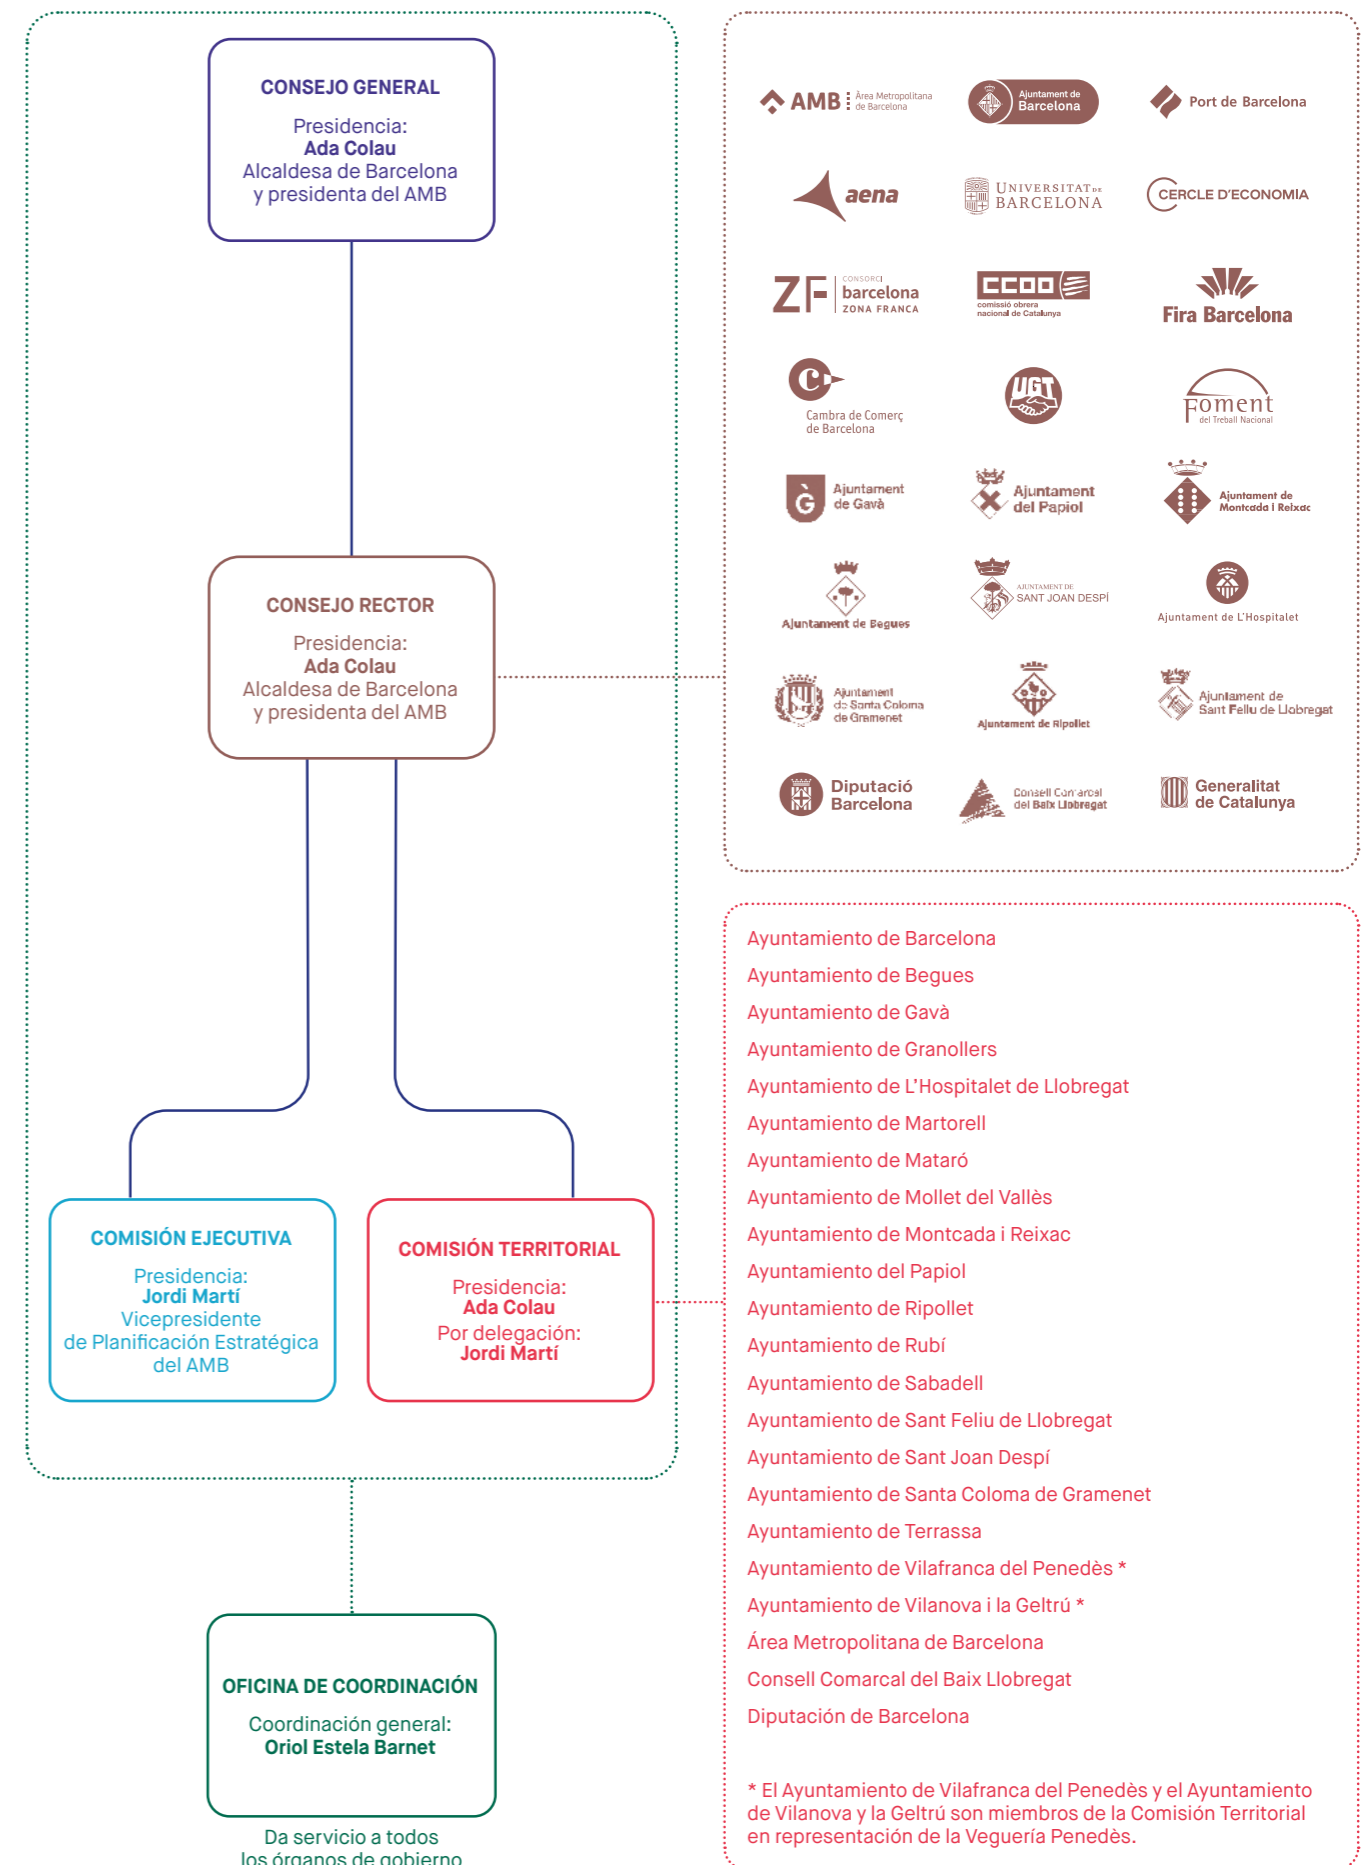 CONSEJO GENERAL
Presidencia:
Ada Colau
Alcaldesa de Barcelona
y presidenta del AMB
CONSEJO RECTOR
Presidencia:
Ada Colau
Alcaldesa de Barcelona
y presidenta del AMB
COMISIÓN EJECUTIVA
Presidencia:
Jordi Martí
Vicepresidente
de Planificación Estratégica
del AMB
COMISIÓN TERRITORIAL
Presidencia:
Ada Colau
Por delegación:
Jordi Martí
OFICINA DE COORDINACIÓN
Coordinación general:
Oriol Estela Barnet
Da servicio a todos
los órganos de gobierno
AMB Àrea Metropolitana
de Barcelona
Ajuntament de
Barcelona
Port de Barcelona
aena
UNIVERSITAT DE
BARCELONA
CERCLE D'ECONOMIA
ZF CONSORCI
barcelona
ZONA FRANCA
CCOO
comissió obrera
nacional de Catalunya
Fira Barcelona
C
Cambra de Comerç
de Barcelona
UGT
Foment
del Treball Nacional
G
Ajuntament
de Gavà
Ajuntament
del Papiol
Ajuntament de
Montcada i Reixac
Ajuntament de Begues
AJUNTAMENT DE
SANT JOAN DESPÍ
Ajuntament de L'Hospitalet
Ajuntament
de Santa Coloma
de Gramenet
Ajuntament de Ripollet
Ajuntament de
Sant Feliu de Llobregat
Diputació
Barcelona
Consell Comarcal
del Baix Llobregat
Generalitat
de Catalunya
Ayuntamiento de Barcelona
Ayuntamiento de Begues
Ayuntamiento de Gavà
Ayuntamiento de Granollers
Ayuntamiento de L'Hospitalet de Llobregat
Ayuntamiento de Martorell
Ayuntamiento de Mataró
Ayuntamiento de Mollet del Vallès
Ayuntamiento de Montcada i Reixac
Ayuntamiento del Papiol
Ayuntamiento de Ripollet
Ayuntamiento de Rubí
Ayuntamiento de Sabadell
Ayuntamiento de Sant Feliu de Llobregat
Ayuntamiento de Sant Joan Despí
Ayuntamiento de Santa Coloma de Gramenet
Ayuntamiento de Terrassa
Ayuntamiento de Vilafranca del Penedès *
Ayuntamiento de Vilanova i la Geltrú *
Área Metropolitana de Barcelona
Consell Comarcal del Baix Llobregat
Diputación de Barcelona
* El Ayuntamiento de Vilafranca del Penedès y el Ayuntamiento
de Vilanova y la Geltrú son miembros de la Comisión Territorial
en representación de la Veguería Penedès.